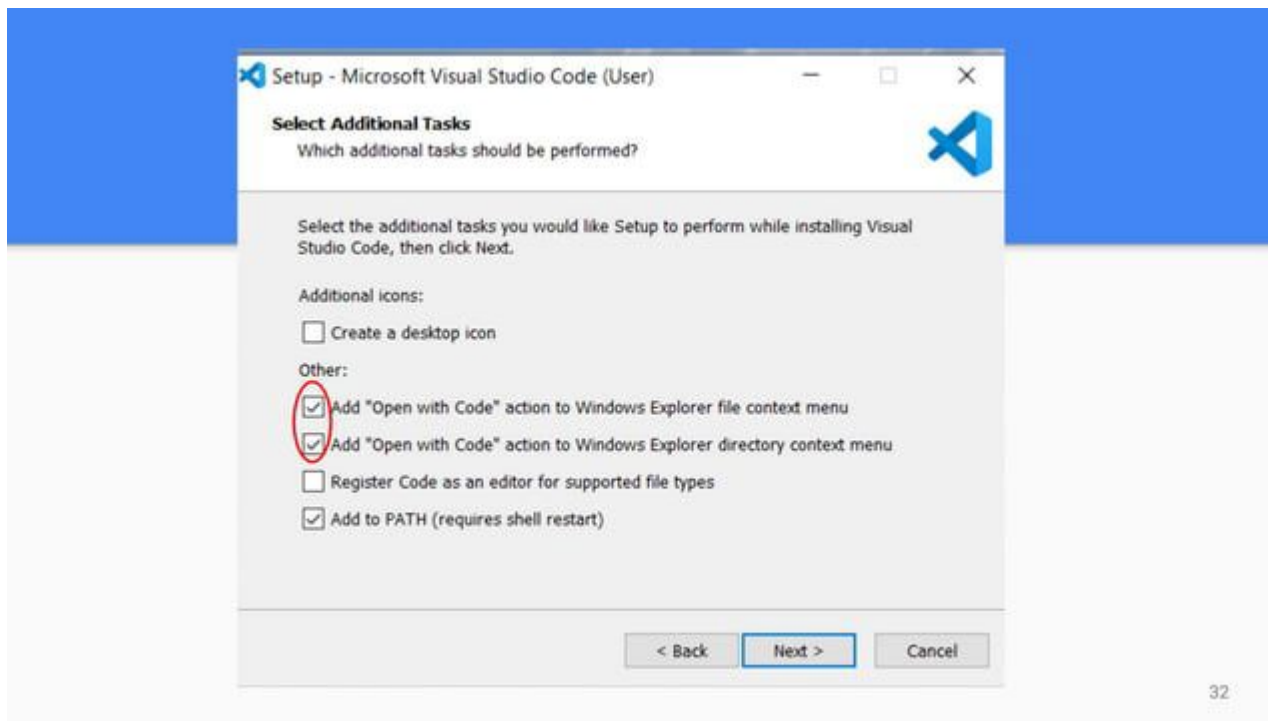 Setup - Microsoft Visual Studio Code (User)
Select Additional Tasks
Which additional tasks should be performed?
Select the additional tasks you would like Setup to perform while installing Visual
Studio Code, then click Next.
Additional icons:
Create a desktop icon
Other:
Add "Open with Code" action to Windows Explorer file context menu
Add "Open with Code" action to Windows Explorer directory context menu
Register Code as an editor for supported file types
Add to PATH (requires shell restart)
< Back Next > Cancel
32